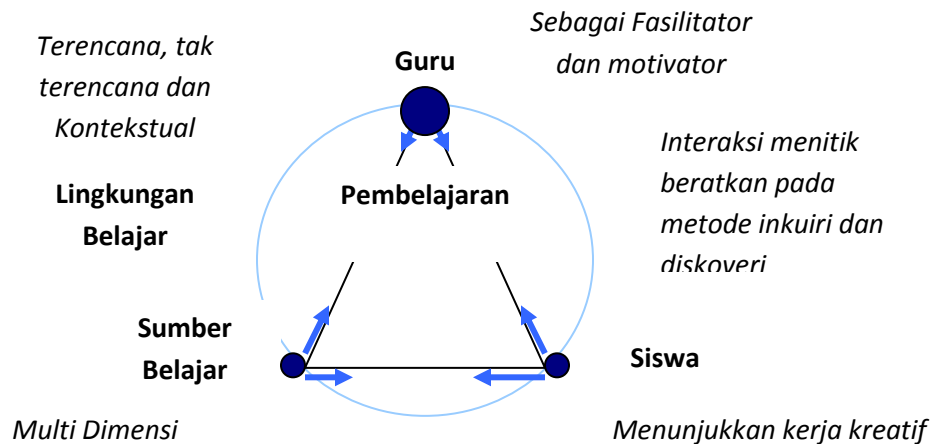 Sebagai Fasilitator
dan motivator
Terencana, tak
terencana dan
Kontekstual
Guru
Interaksi menitik
beratkan pada
metode inkuiri dan
diskoveri
Lingkungan
Belajar
Pembelajaran
Sumber
Belajar
Siswa
Multi Dimensi
Menunjukkan kerja kreatif